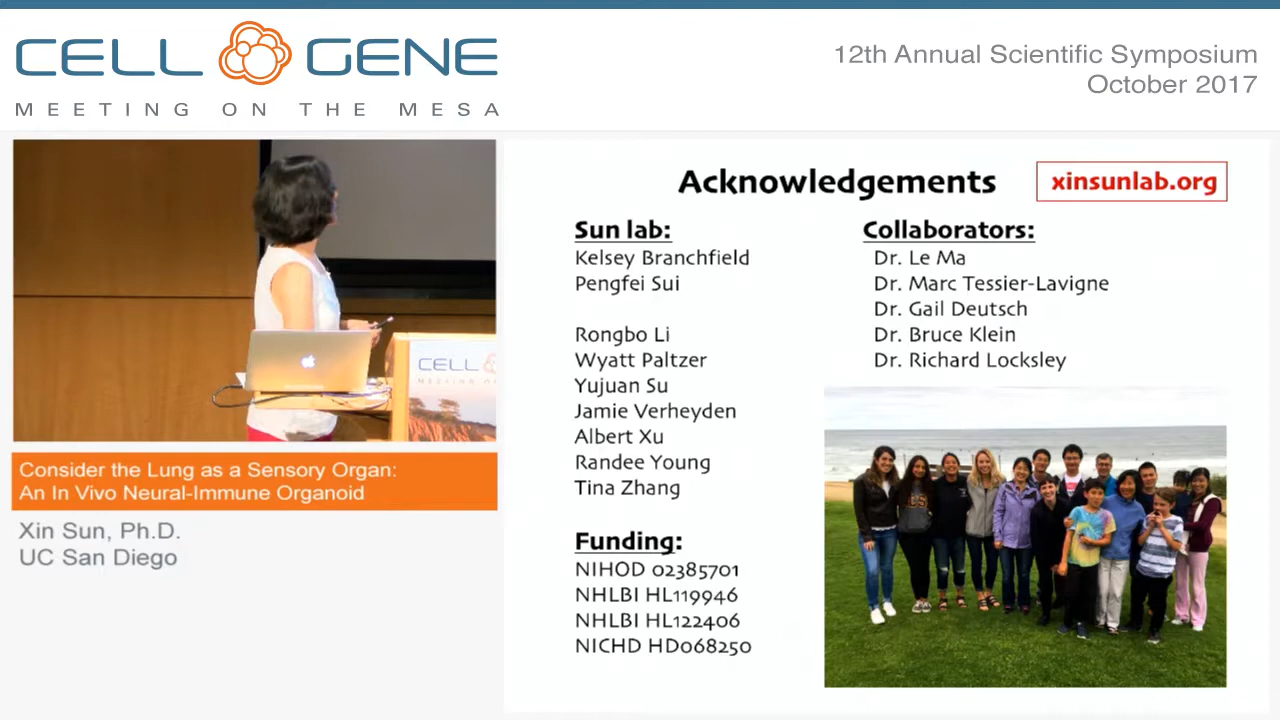 CELL GENE
MEETING ON THE MESA
12th Annual Scientific Symposium
October 2017
CELL
Consider the Lung as a Sensory Organ:
An In Vivo Neural-Immune Organoid
Xin Sun, Ph.D.
UC San Diego
Acknowledgements
xinsunlab.org
Sun lab:
Kelsey Branchfield
Pengfei Sui
Rongbo Li
Wyatt Paltzer
Yujuan Su
Jamie Verheyden
Albert Xu
Randee Young
Tina Zhang
Funding:
NIHOD 02385701
NHLBI HL119946
NHLBI HL122406
NICHD HD068250
Collaborators:
Dr. Le Ma
Dr. Marc Tessier-Lavigne
Dr. Gail Deutsch
Dr. Bruce Klein
Dr. Richard Locksley